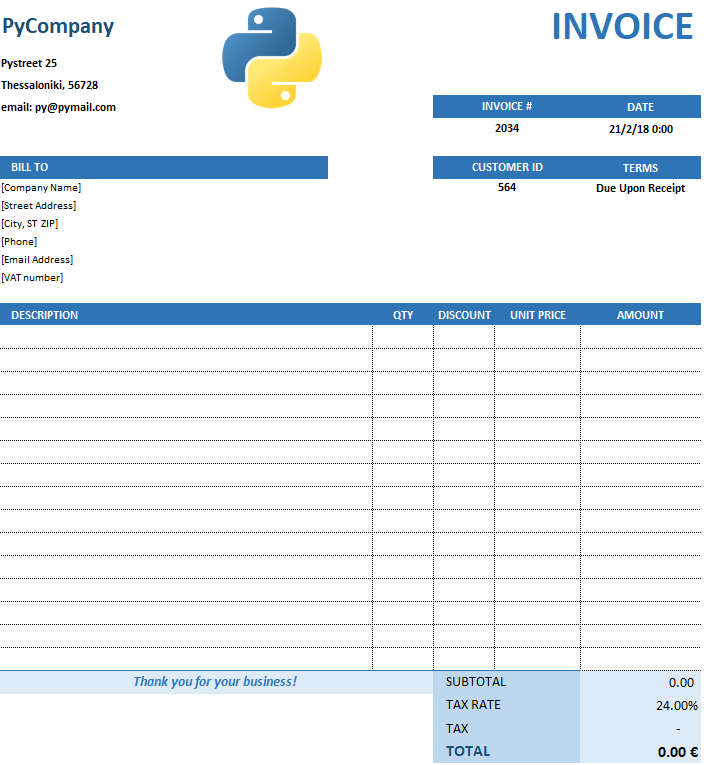 PyCompany
INVOICE
Pystreet 25
Thessaloniki, 56728
email: py@pymail.com
INVOICE # DATE
2034 21/2/18 0:00
BILL TO
CUSTOMER ID TERMS
564 Due Upon Receipt
[Company Name]
[Street Address]
[City, ST ZIP]
[Phone]
[Email Address]
[VAT number]
DESCRIPTION QTY DISCOUNT UNIT PRICE AMOUNT
Thank you for your business!
SUBTOTAL 0.00
TAX RATE 24.00%
TAX -
TOTAL 0.00 €